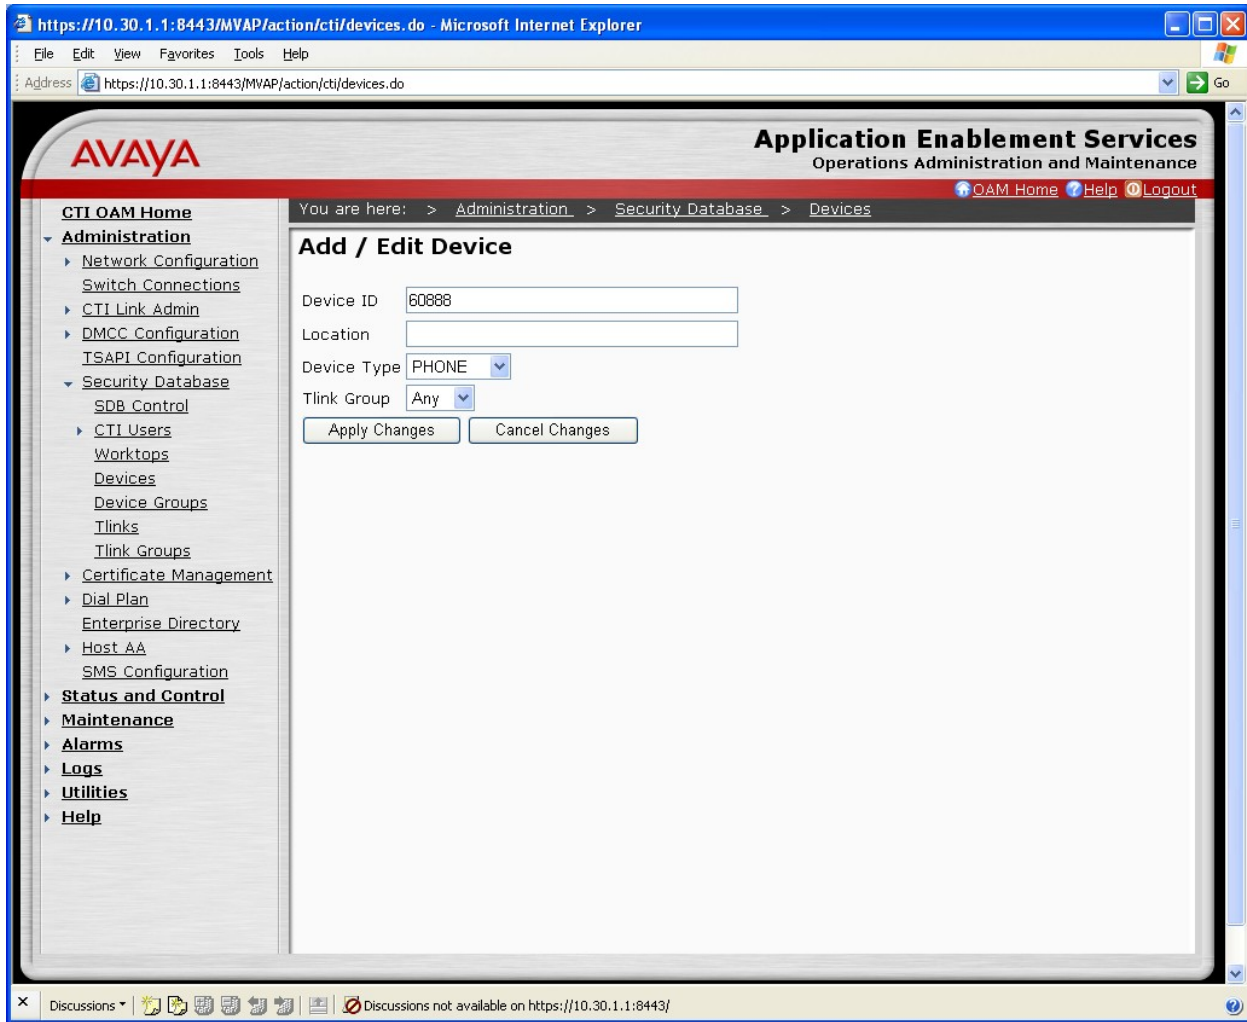 https://10.30.1.1:8443/MVAP/action/cti/devices.do - Microsoft Internet Explorer
File Edit View Favorites Tools Help
Address https://10.30.1.1:8443/MVAP/action/cti/devices.do Go
AVAYA
Application Enablement Services
Operations Administration and Maintenance
OAM Home Help Logout
You are here: > Administration > Security Database > Devices
CTI OAM Home
Administration
Network Configuration
Switch Connections
CTI Link Admin
DMCC Configuration
TSAPI Configuration
Security Database
SDB Control
CTI Users
Worktops
Devices
Device Groups
Tlinks
Tlink Groups
Certificate Management
Dial Plan
Enterprise Directory
Host AA
SMS Configuration
Status and Control
Maintenance
Alarms
Logs
Utilities
Help
Add / Edit Device
Device ID 60888
Location
Device Type PHONE
Tlink Group Any
Apply Changes Cancel Changes
Discussions Discussions not available on https://10.30.1.1:8443/